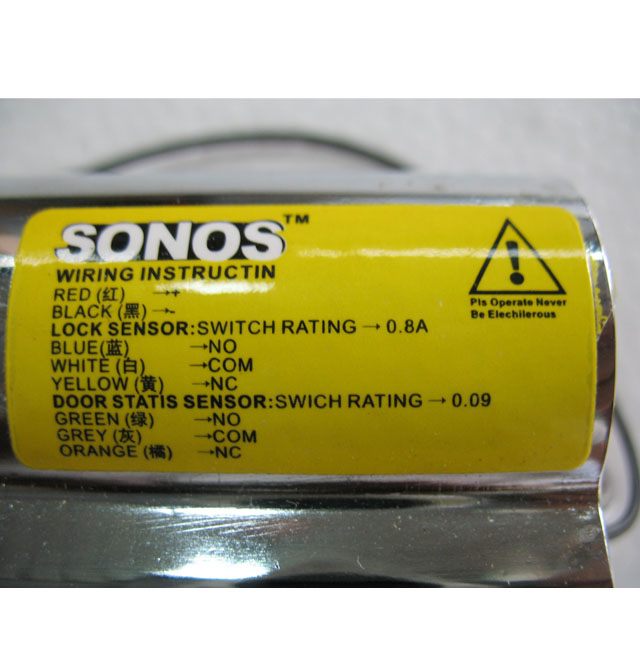 SONOS™
WIRING INSTRUCTIN
RED (红) →+
BLACK (黑) →-
LOCK SENSOR:SWITCH RATING → 0.8A
BLUE(蓝) →NO
WHITE (白) →COM
YELLOW (黄) →NC
DOOR STATIS SENSOR:SWICH RATING → 0.09
GREEN (绿) →NO
GREY (灰) →COM
ORANGE (橘) →NC
!
Pls Operate Never
Be Elechilerous